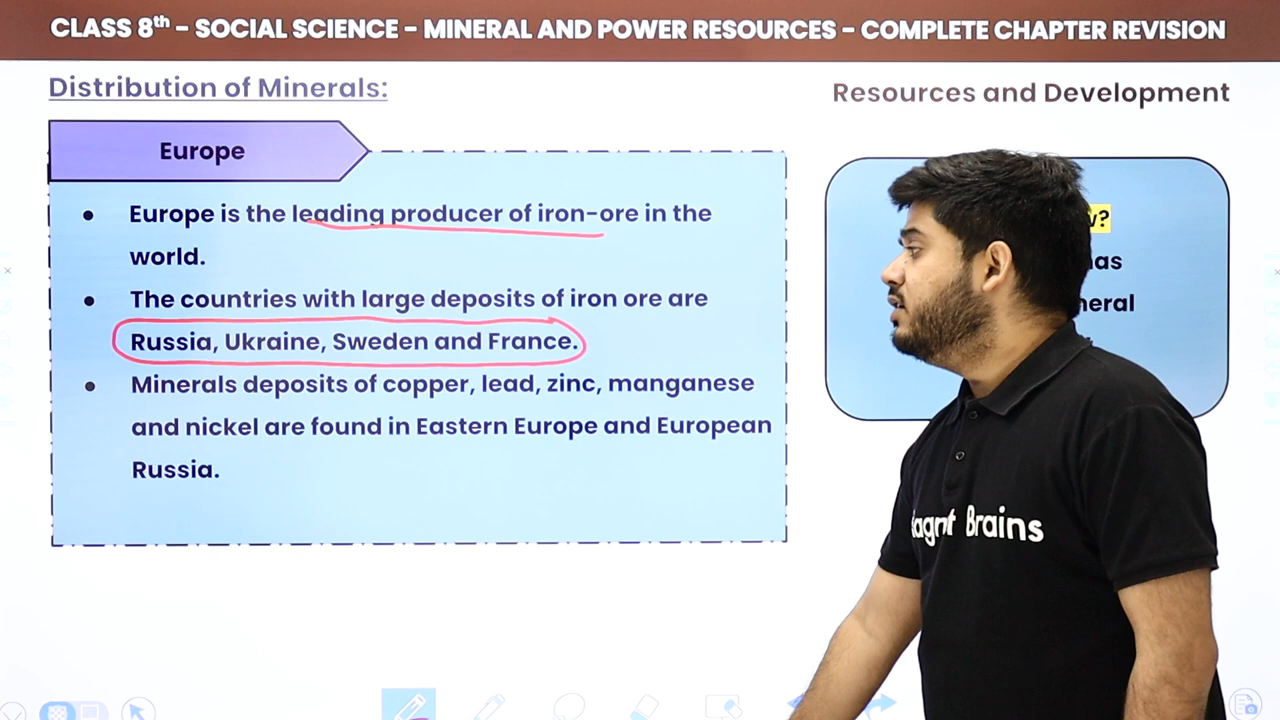 CLASS 8th - SOCIAL SCIENCE - MINERAL AND POWER RESOURCES - COMPLETE CHAPTER REVISION
Distribution of Minerals:
Resources and Development
Europe
• Europe is the leading producer of iron-ore in the
world.
• The countries with large deposits of iron ore are
Russia, Ukraine, Sweden and France.
• Minerals deposits of copper, lead, zinc, manganese
and nickel are found in Eastern Europe and European
Russia.
Brains